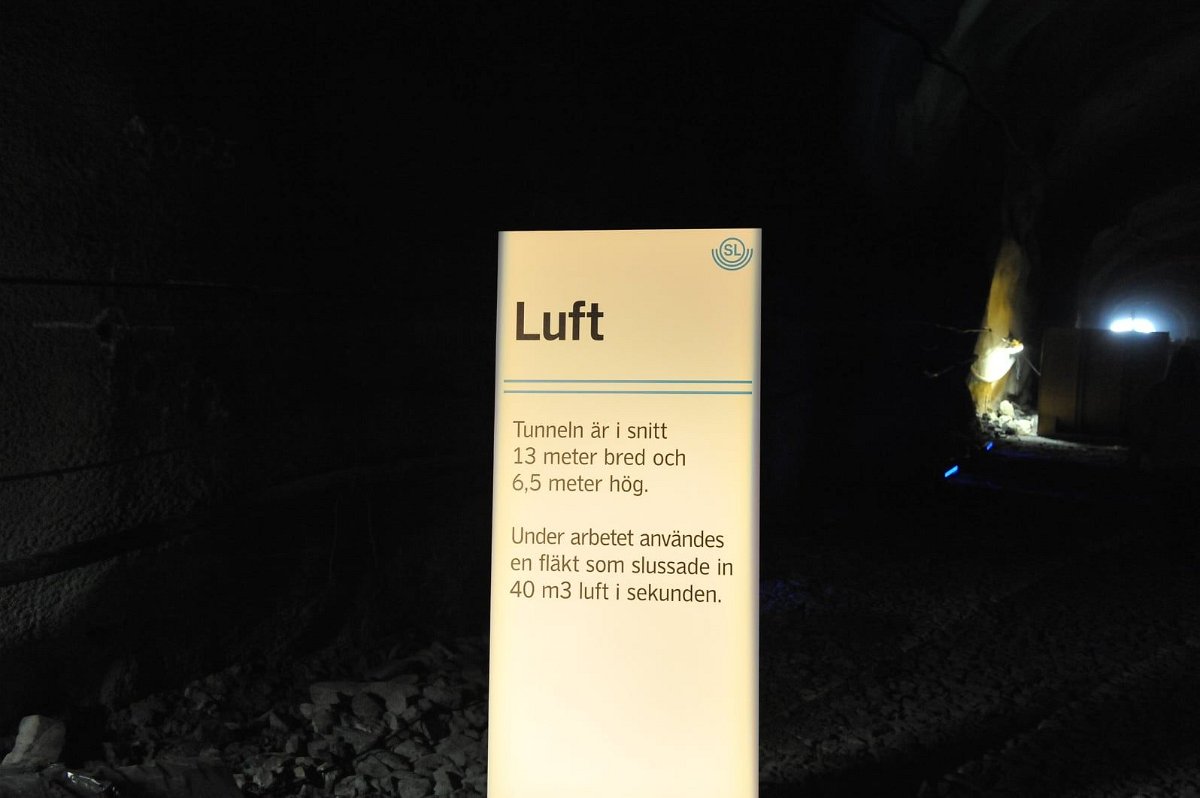 SL
Luft
Tunneln är i snitt
13 meter bred och
6,5 meter hög.
Under arbetet användes
en fläkt som slussade in
40 m3 luft i sekunden.